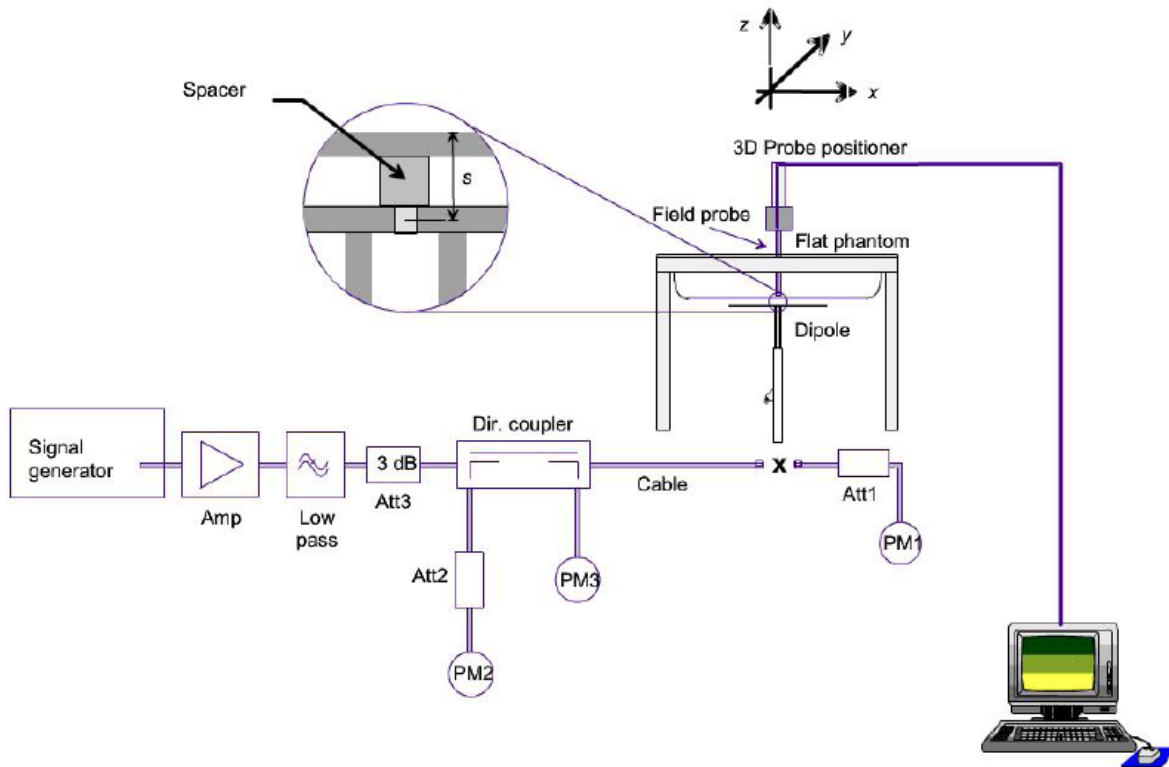 z
y
x
Spacer
s
3D Probe positioner
Field probe
Flat phantom
Dipole
Signal
generator
Amp
Low
pass
3 dB
Att3
Dir. coupler
Cable
X
Att1
PM1
Att2
PM3
PM2